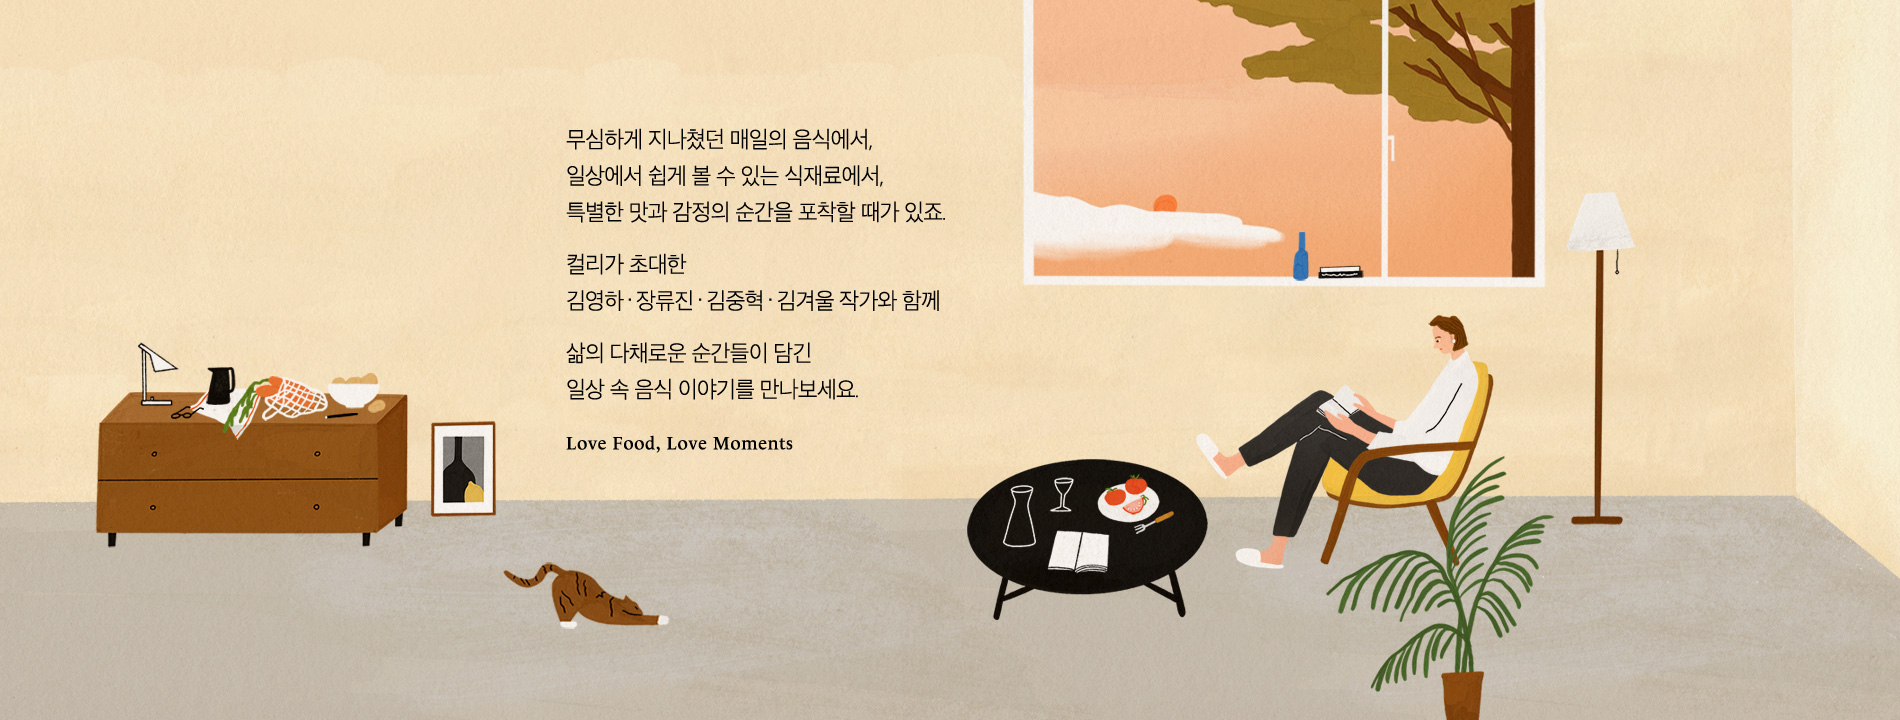 무심하게 지나쳤던 매일의 음식에서,
일상에서 쉽게 볼 수 있는 식재료에서,
특별한 맛과 감정의 순간을 포착할 때가 있죠.
컬리가 초대한
김영하 · 장류진 · 김중혁 · 김겨울 작가와 함께
삶의 다채로운 순간들이 담긴
일상 속 음식 이야기를 만나보세요.
Love Food, Love Moments